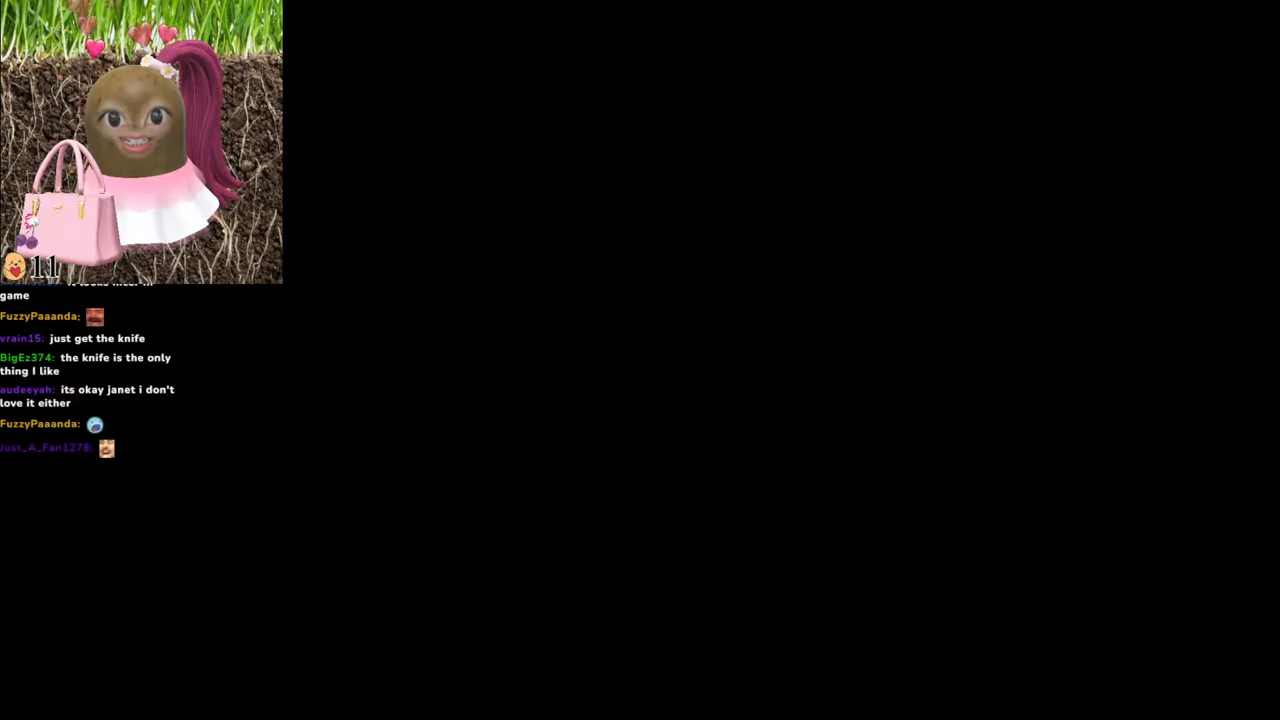 11
game
FuzzyPaaanda:
vrain15: just get the knife
BigEz374: the knife is the only
thing I like
audeeyah: its okay janet i don't
love it either
FuzzyPaaanda:
Just_A_Fan1278: